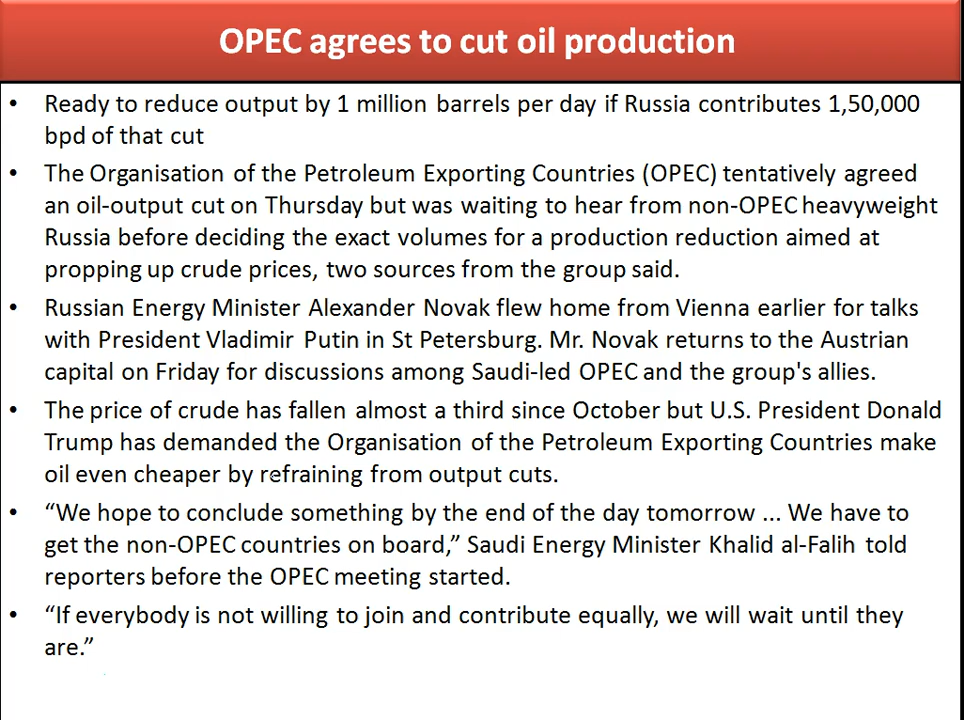 OPEC agrees to cut oil production
• Ready to reduce output by 1 million barrels per day if Russia contributes 1,50,000
bpd of that cut
• The Organisation of the Petroleum Exporting Countries (OPEC) tentatively agreed
an oil-output cut on Thursday but was waiting to hear from non-OPEC heavyweight
Russia before deciding the exact volumes for a production reduction aimed at
propping up crude prices, two sources from the group said.
• Russian Energy Minister Alexander Novak flew home from Vienna earlier for talks
with President Vladimir Putin in St Petersburg. Mr. Novak returns to the Austrian
capital on Friday for discussions among Saudi-led OPEC and the group's allies.
• The price of crude has fallen almost a third since October but U.S. President Donald
Trump has demanded the Organisation of the Petroleum Exporting Countries make
oil even cheaper by refraining from output cuts.
• “We hope to conclude something by the end of the day tomorrow ... We have to
get the non-OPEC countries on board,” Saudi Energy Minister Khalid al-Falih told
reporters before the OPEC meeting started.
• “If everybody is not willing to join and contribute equally, we will wait until they
are.”